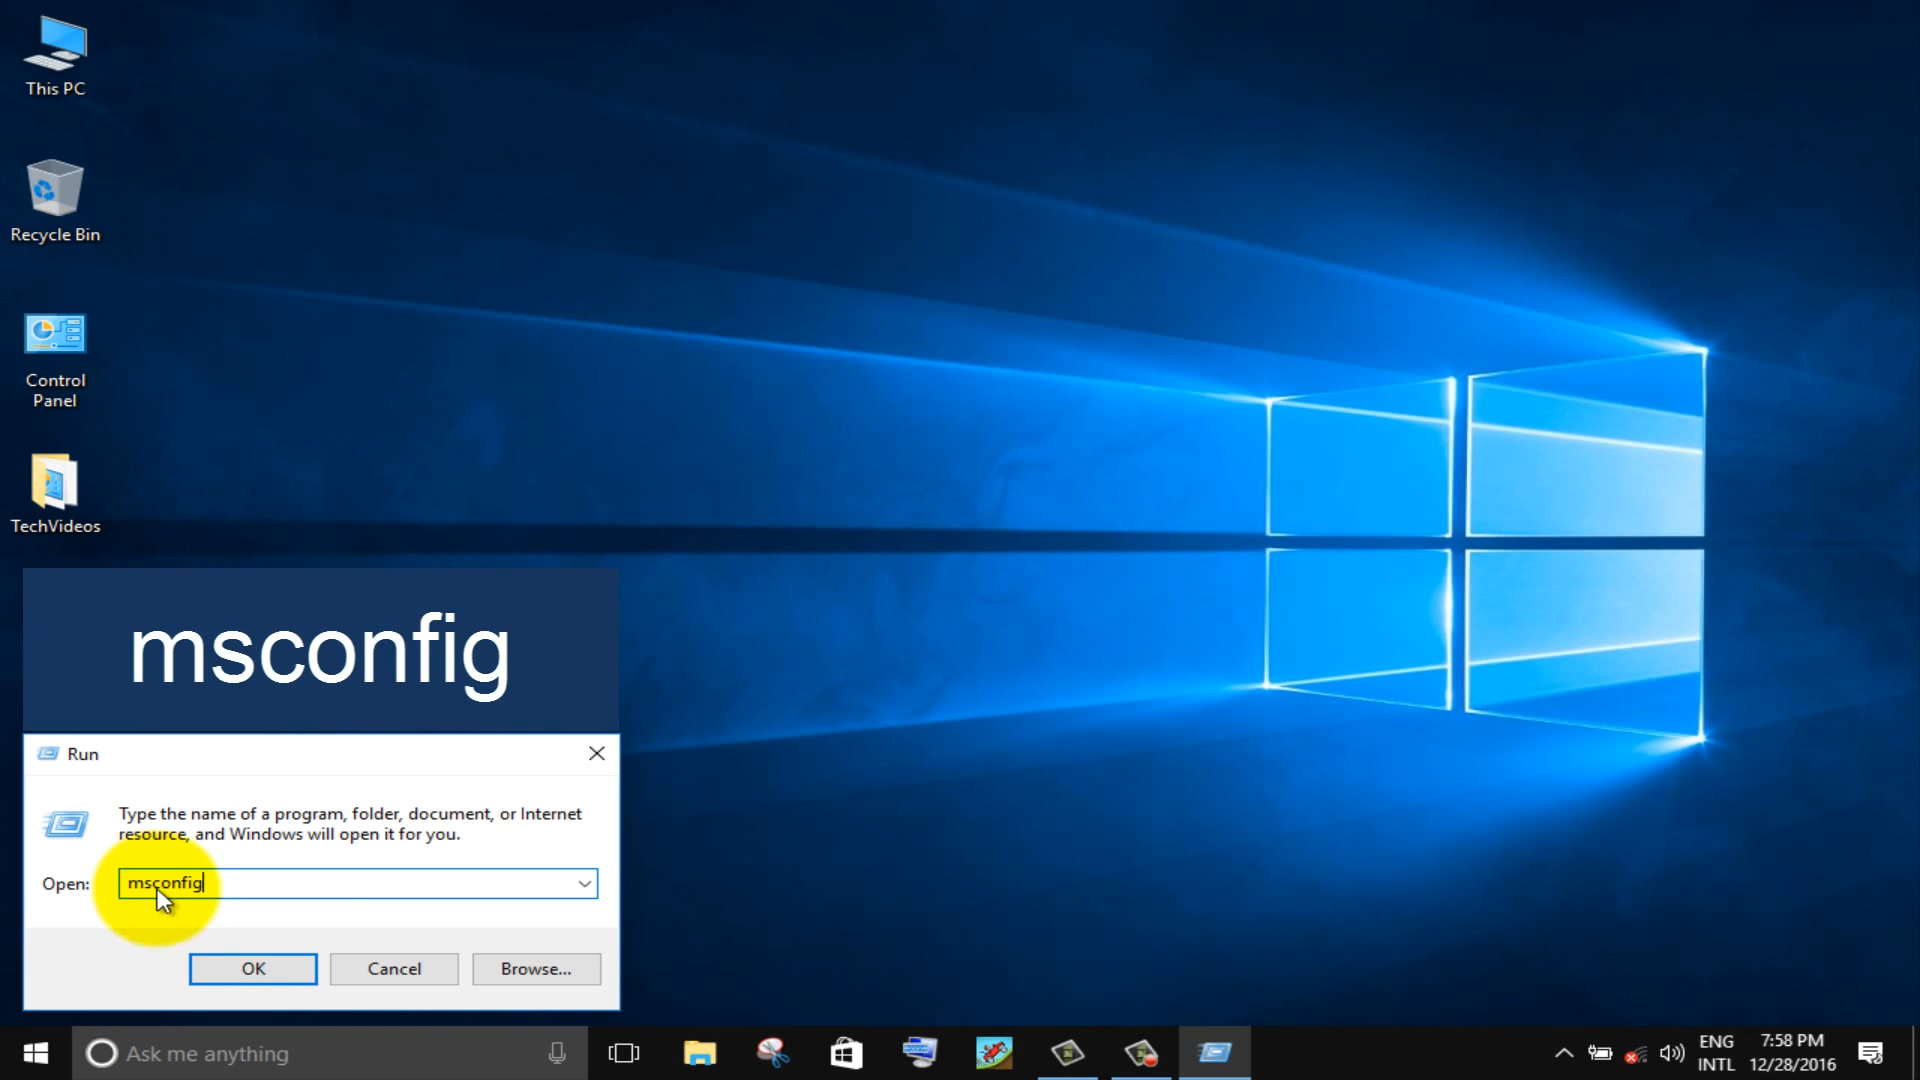 This PC
Recycle Bin
Control
Panel
TechVideos
msconfig
Run
Type the name of a program, folder, document, or Internet
resource, and Windows will open it for you.
Open: msconfig
OK Cancel Browse...
Ask me anything
ENG
INTL
7:58 PM
12/28/2016